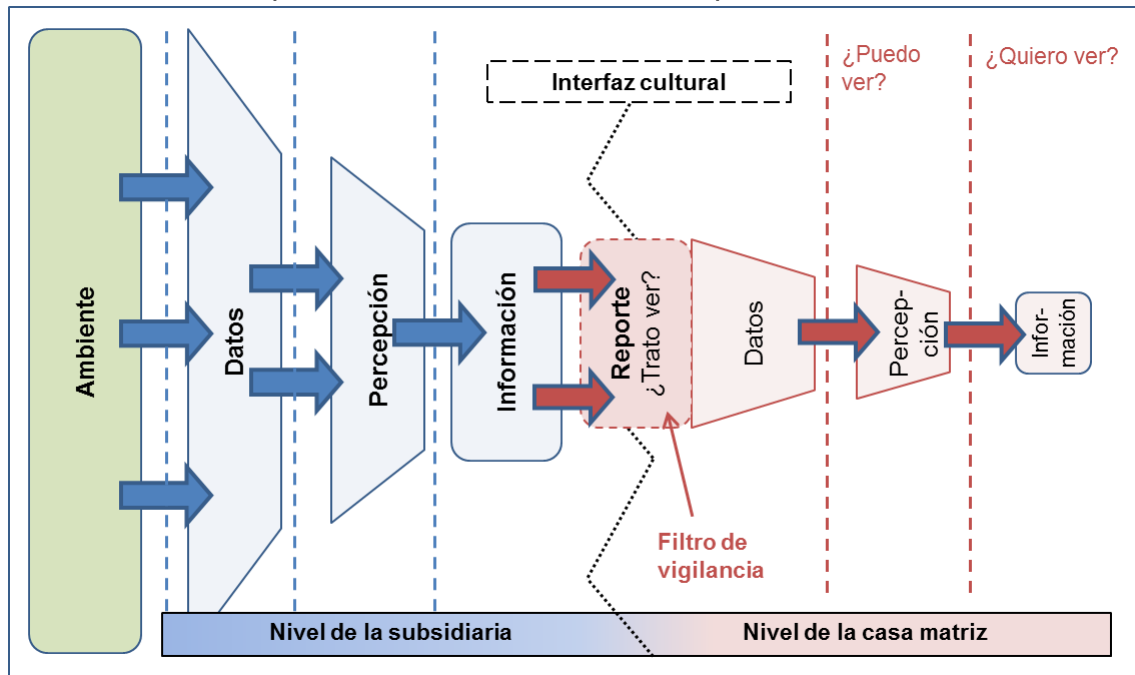 Ambiente
Datos
Percepción
Información
Interfaz cultural
Reporte
¿Trato ver?
Datos
¿Puedo
ver?
Percep-
ción
¿Quiero ver?
Infor-
mación
Filtro de
vigilancia
Nivel de la subsidiaria
Nivel de la casa matriz